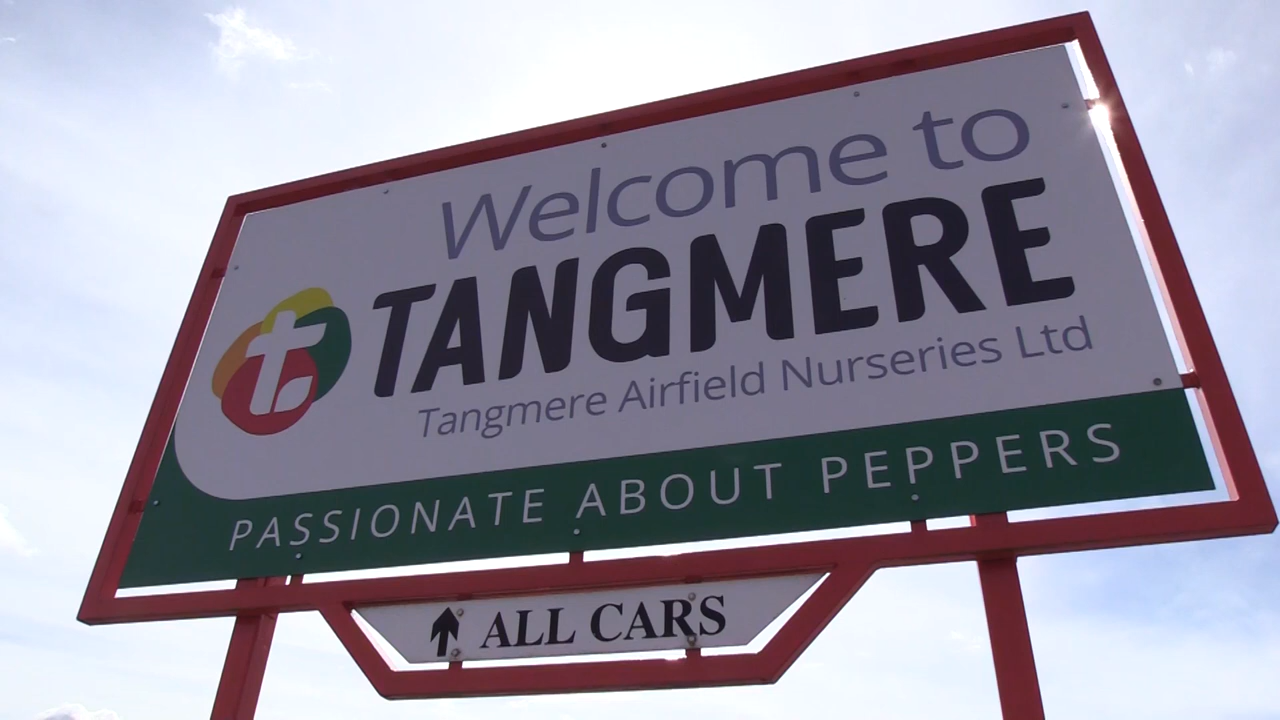 Welcome to
t TANGMERE
Tangmere Airfield Nurseries Ltd
PASSIONATE ABOUT PEPPERS
↑ ALL CARS